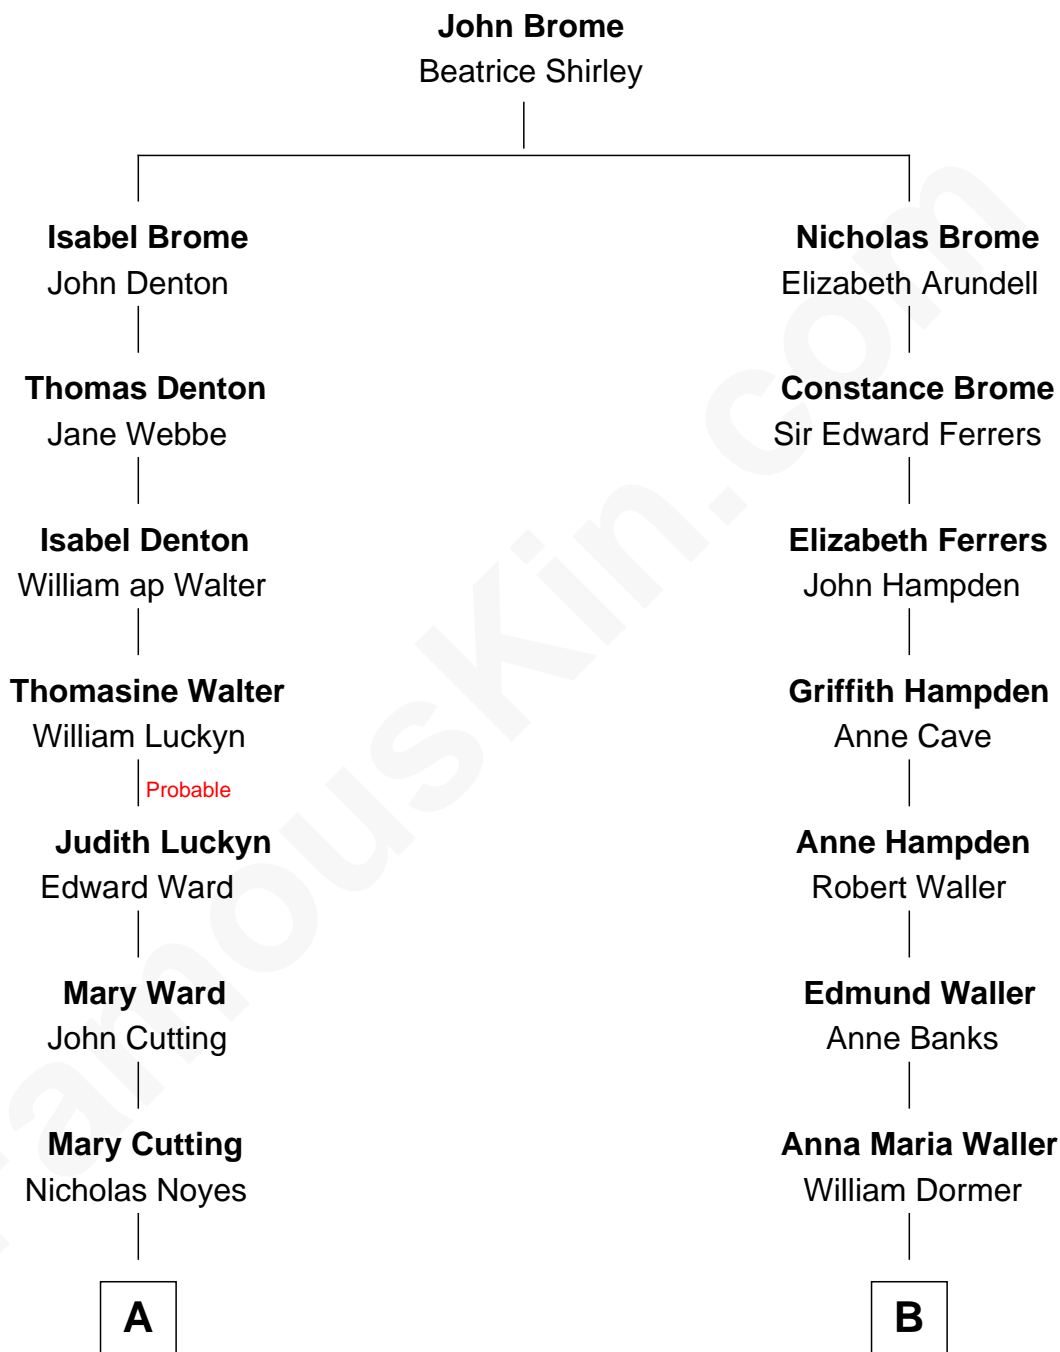 John Brome
Beatrice Shirley
Isabel Brome
John Denton
Nicholas Brome
Elizabeth Arundell
Thomas Denton
Jane Webbe
Constance Brome
Sir Edward Ferrers
Isabel Denton
William ap Walter
Elizabeth Ferrers
John Hampden
Thomasine Walter
William Luckyn
Griffith Hampden
Anne Cave
Probable
Judith Luckyn
Edward Ward
Anne Hampden
Robert Waller
Mary Ward
John Cutting
Edmund Waller
Anne Banks
Mary Cutting
Nicholas Noyes
Anna Maria Waller
William Dormer
A
B
FamousKin.com